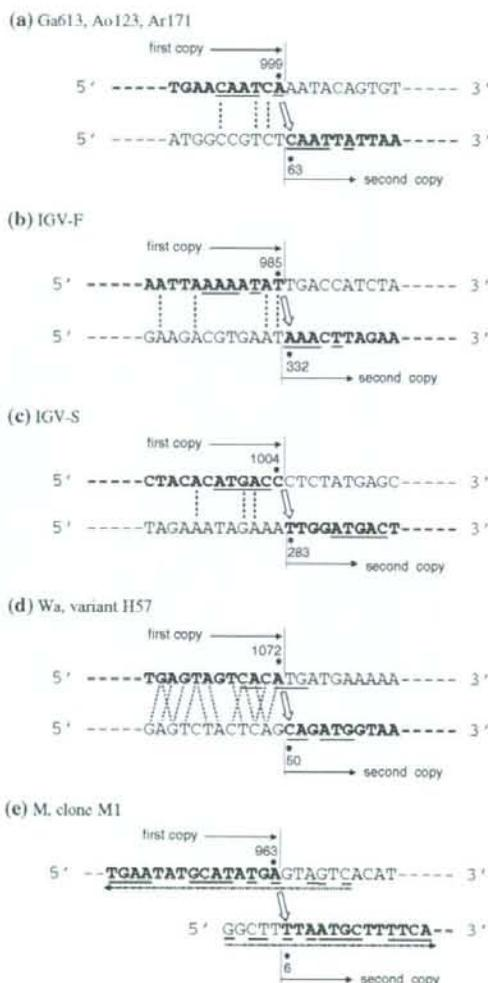 (a) Ga613, Ao123, Ar171
first copy
999
5' TGAACAATCAAATACAGTGT 3'
ATGGCCGTCTCAATTATTAA
63
second copy
(b) IGV-F
first copy
985
5' AATTAAAAATATTGACCATCTA 3'
5' GAAGACGTGAATAAACTTAGAA 3'
332
second copy
(c) IGV-S
first copy
1004
5' CTACACATGACCCTCTATGAGC 3'
5' TAGAAATAGAAATTGGATGACT 3'
283
second copy
(d) Wa, variant H57
first copy
1072
5' TGAGTAGTCACATGATGAAAAA 3'
5' GAGTCTACTCAGCAGATGGTAA 3'
50
second copy
(e) M, clone M1
first copy
963
5' TGAATATGCATATGAGTAGTCACAT 3'
5' GGCTTTTAATGCTTTTCA 3'
6
second copy